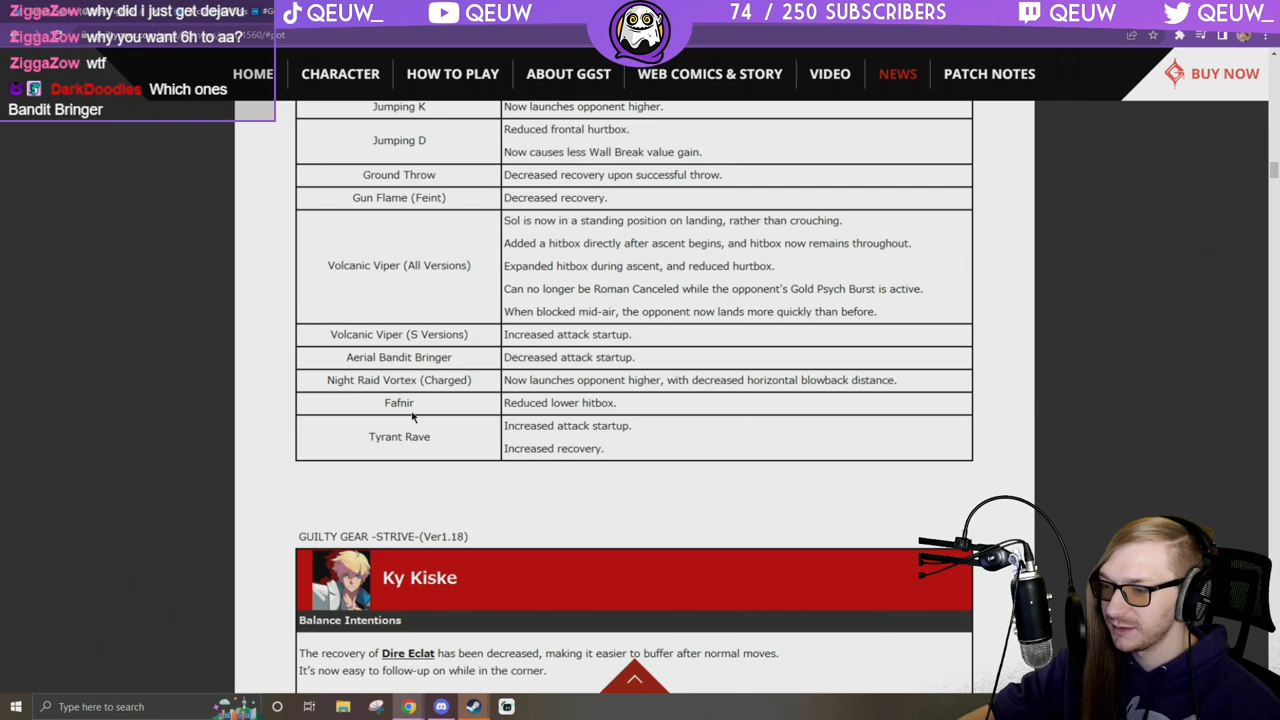 ZiggaZow why did i just get dejavu
ZiggaZow why you want 6h to aa?
ZiggaZow wtf
DarkDoodles Which ones
Bandit Bringer
QEUW_
QEUW
74 / 250 SUBSCRIBERS
QEUW
QEUW_
1560/#pot
HOME
CHARACTER
HOW TO PLAY
ABOUT GGST
WEB COMICS & STORY
VIDEO
NEWS
PATCH NOTES
BUY NOW
Jumping K Now launches opponent higher.
Jumping D Reduced frontal hurtbox.
Now causes less Wall Break value gain.
Ground Throw Decreased recovery upon successful throw.
Gun Flame (Feint) Decreased recovery.
Volcanic Viper (All Versions) Sol is now in a standing position on landing, rather than crouching.
Added a hitbox directly after ascent begins, and hitbox now remains throughout.
Expanded hitbox during ascent, and reduced hurtbox.
Can no longer be Roman Canceled while the opponent's Gold Psych Burst is active.
When blocked mid-air, the opponent now lands more quickly than before.
Volcanic Viper (S Versions) Increased attack startup.
Aerial Bandit Bringer Decreased attack startup.
Night Raid Vortex (Charged) Now launches opponent higher, with decreased horizontal blowback distance.
Fafnir Reduced lower hitbox.
Tyrant Rave Increased attack startup.
Increased recovery.
GUILTY GEAR -STRIVE-(Ver1.18)
Ky Kiske
Balance Intentions
The recovery of Dire Eclat has been decreased, making it easier to buffer after normal moves.
It's now easy to follow-up on while in the corner.
Type here to search